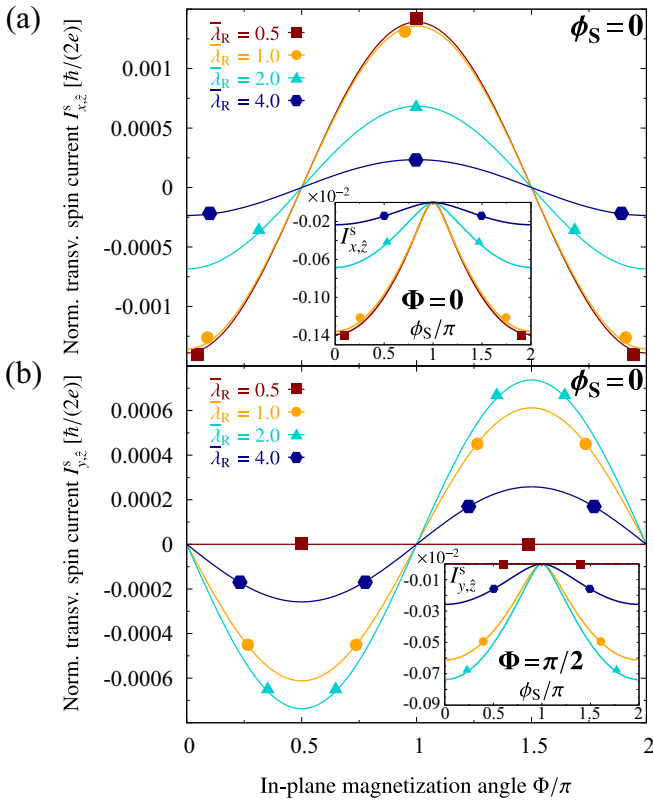 (a)
ϕS = 0
λ̄R = 0.5
λ̄R = 1.0
λ̄R = 2.0
λ̄R = 4.0
Norm. transv. spin current I^s_{x,ẑ} [ħ/(2e)]
0.001
0.0005
0
-0.0005
-0.001
×10^-2
-0.02
-0.06
-0.10
-0.14
I^s_{x,ẑ}
Φ = 0
ϕS/π
0 0.5 1 1.5 2
(b)
ϕS = 0
λ̄R = 0.5
λ̄R = 1.0
λ̄R = 2.0
λ̄R = 4.0
Norm. transv. spin current I^s_{y,ẑ} [ħ/(2e)]
0.0006
0.0004
0.0002
0
-0.0002
-0.0004
-0.0006
×10^-2
-0.01
-0.03
-0.05
-0.07
-0.09
I^s_{y,ẑ}
Φ = π/2
ϕS/π
0 0.5 1 1.5 2
0 0.5 1 1.5 2
In-plane magnetization angle Φ/π